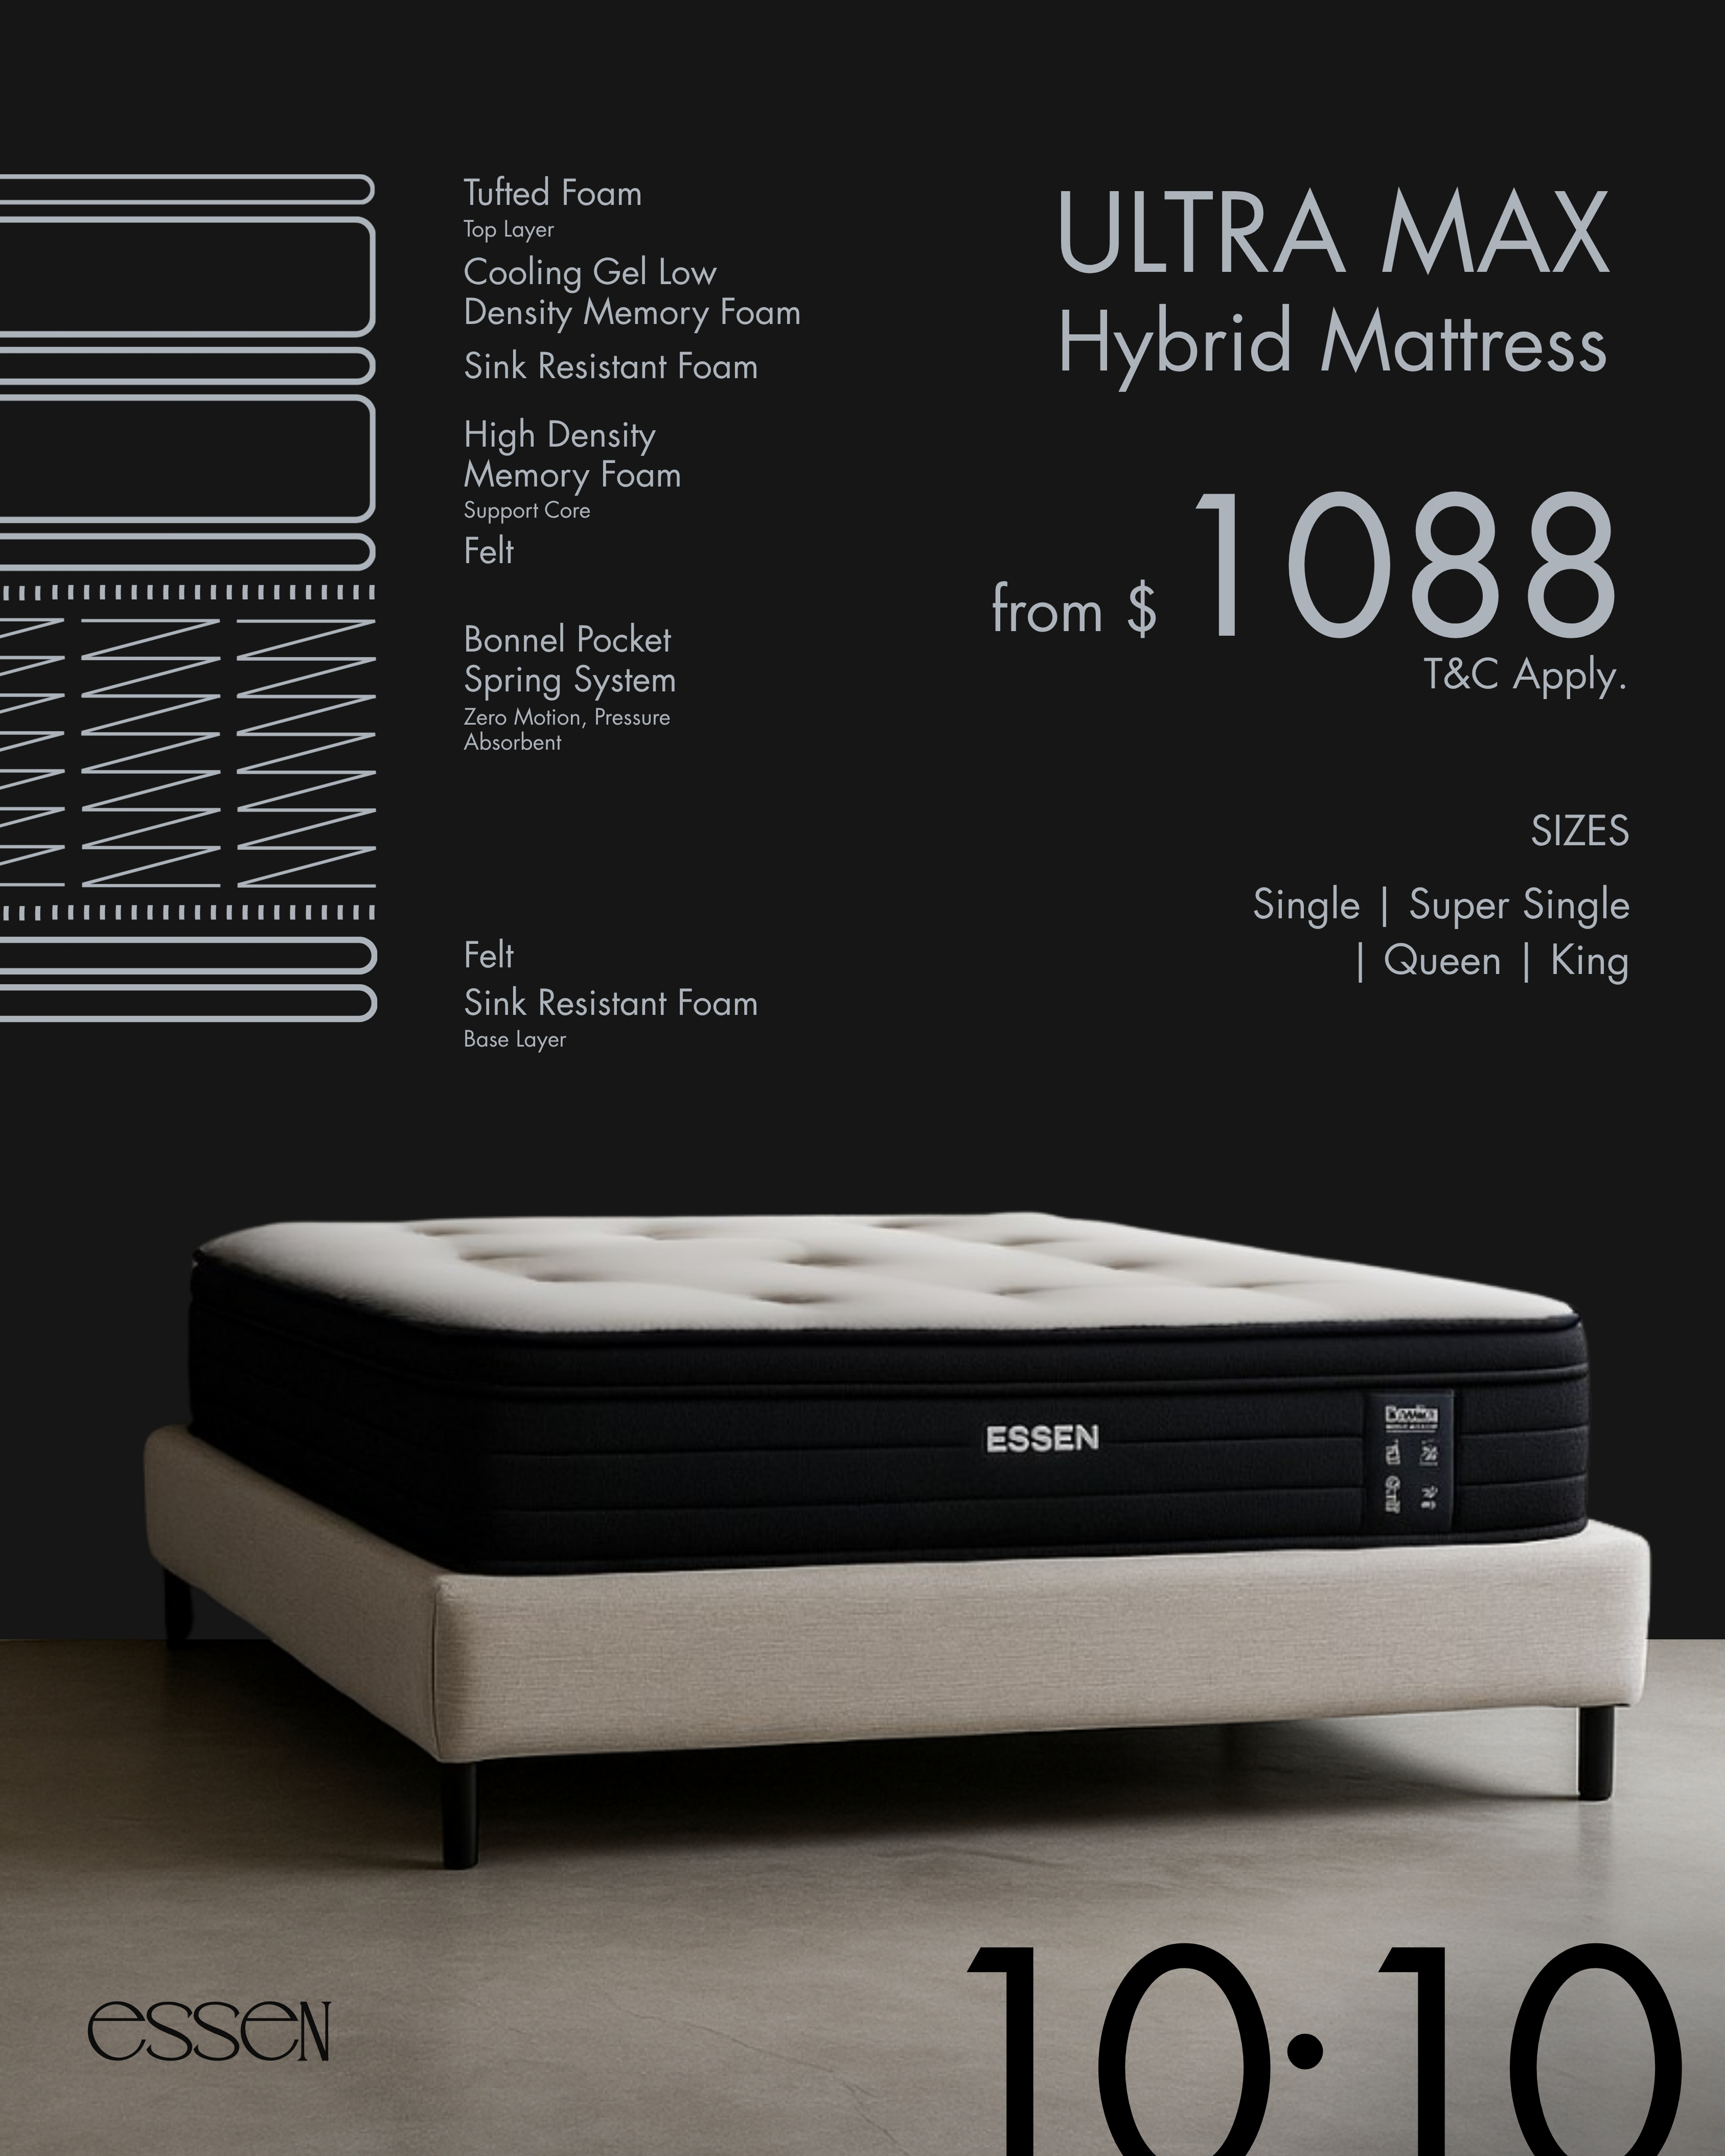 Tufted Foam
Top Layer
Cooling Gel Low
Density Memory Foam
Sink Resistant Foam
High Density
Memory Foam
Support Core
Felt
Bonnel Pocket
Spring System
Zero Motion, Pressure
Absorbent
Felt
Sink Resistant Foam
Base Layer
ULTRA MAX
Hybrid Mattress
from $ 1088
T&C Apply.
SIZES
Single | Super Single
| Queen | King
ESSEN
essen
10·10